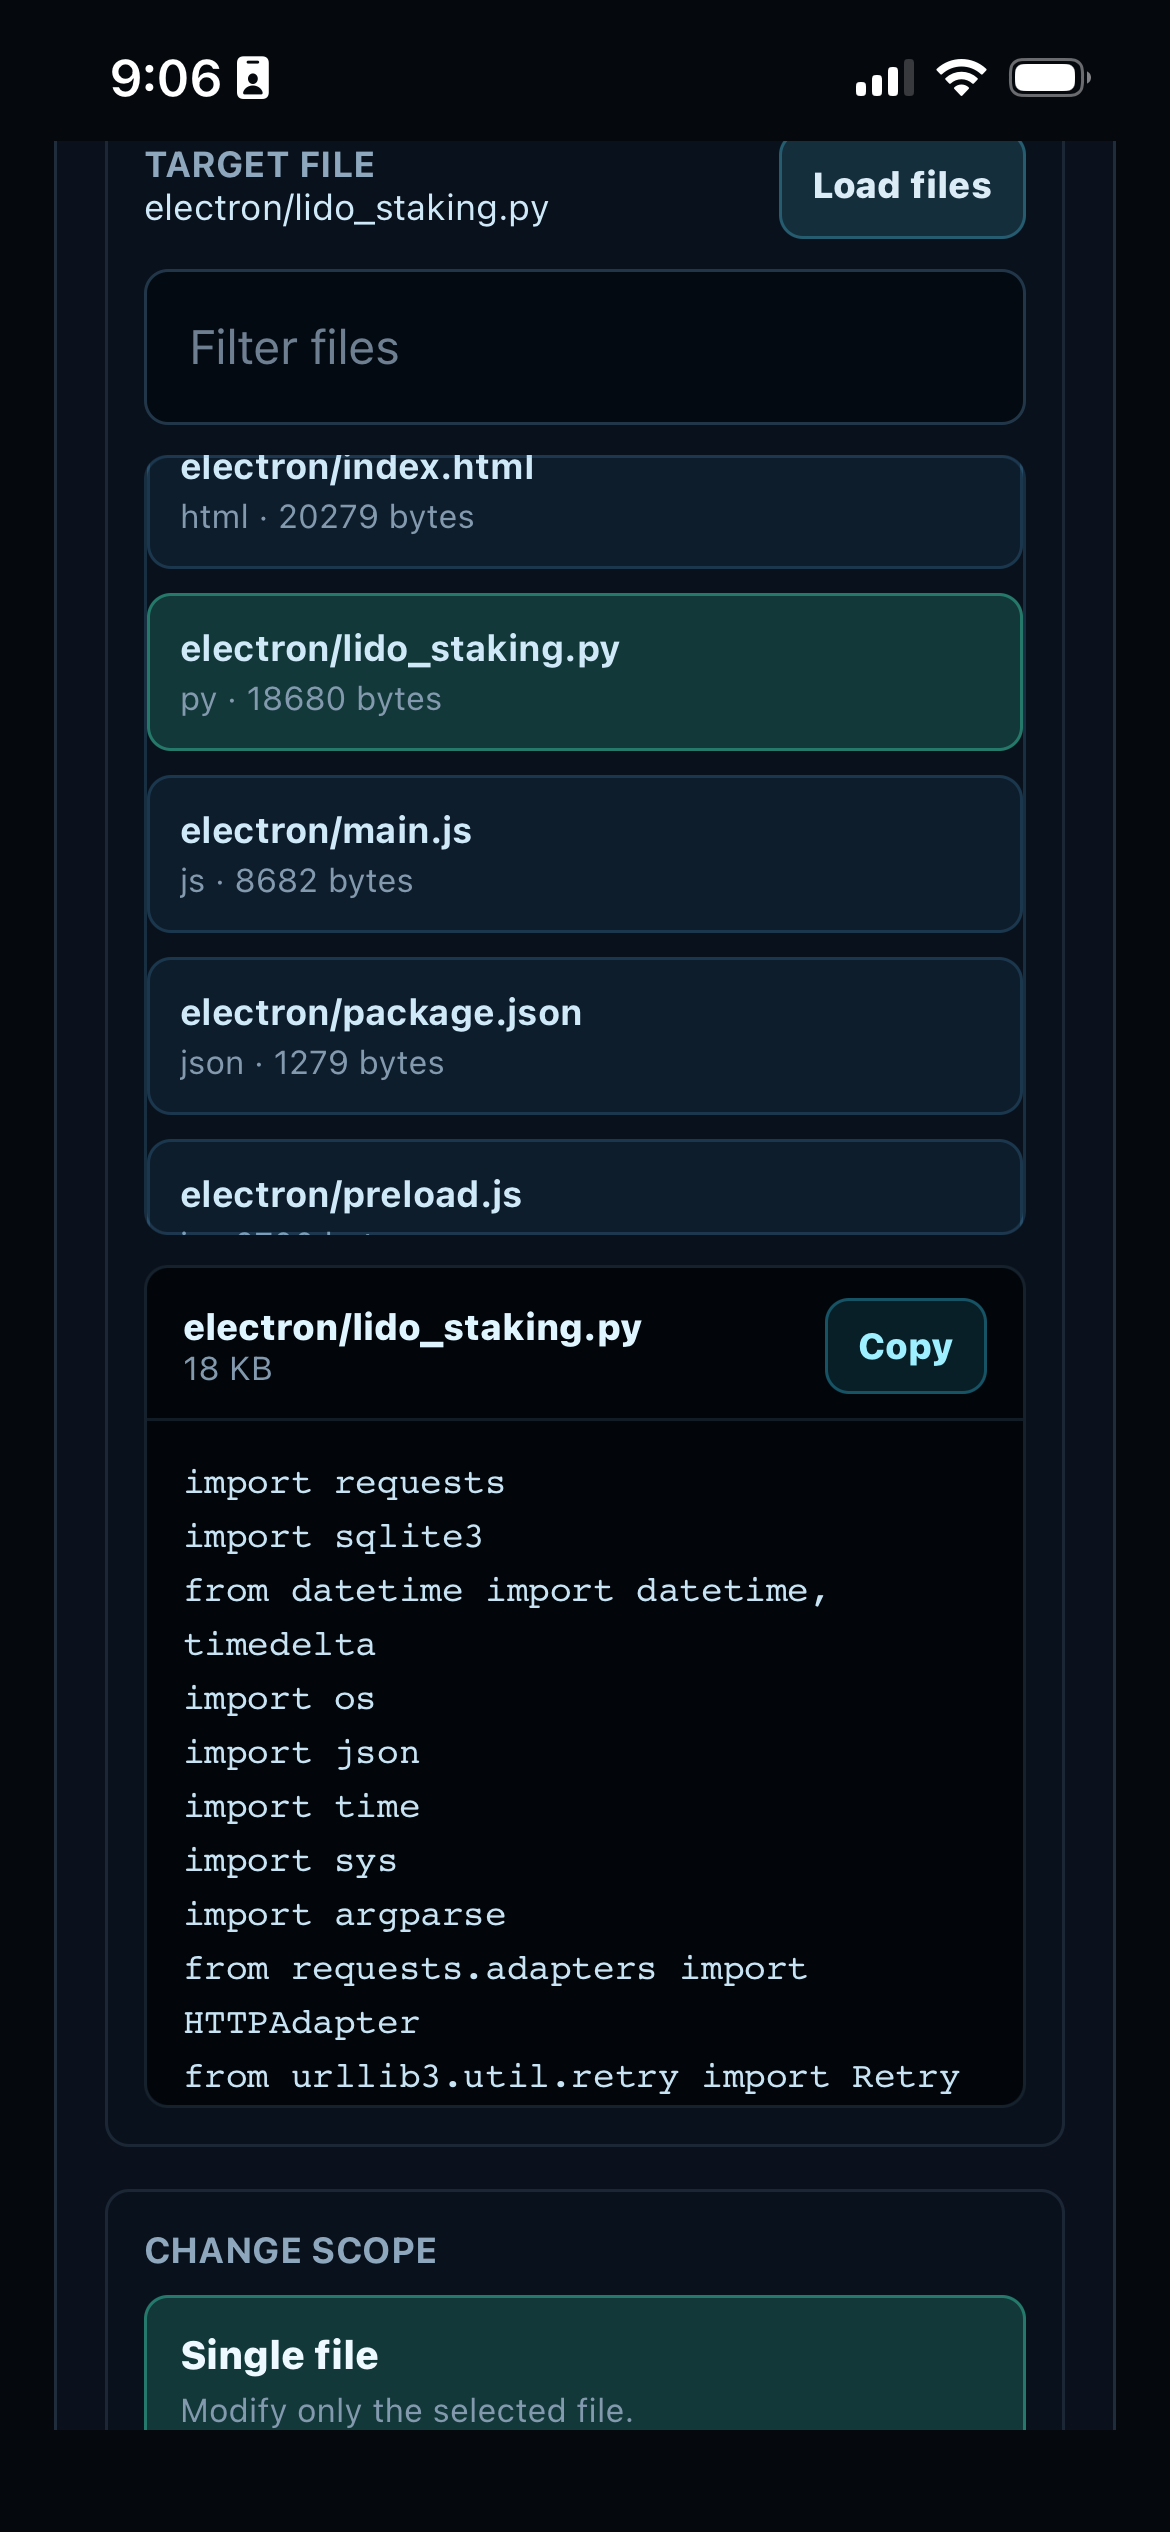 9:06
TARGET FILE
electron/lido_staking.py
Load files
Filter files
electron/index.html
html · 20279 bytes
electron/lido_staking.py
py · 18680 bytes
electron/main.js
js · 8682 bytes
electron/package.json
json · 1279 bytes
electron/preload.js
electron/lido_staking.py
18 KB
Copy
import requests
import sqlite3
from datetime import datetime,
timedelta
import os
import json
import time
import sys
import argparse
from requests.adapters import
HTTPAdapter
from urllib3.util.retry import Retry
CHANGE SCOPE
Single file
Modify only the selected file.